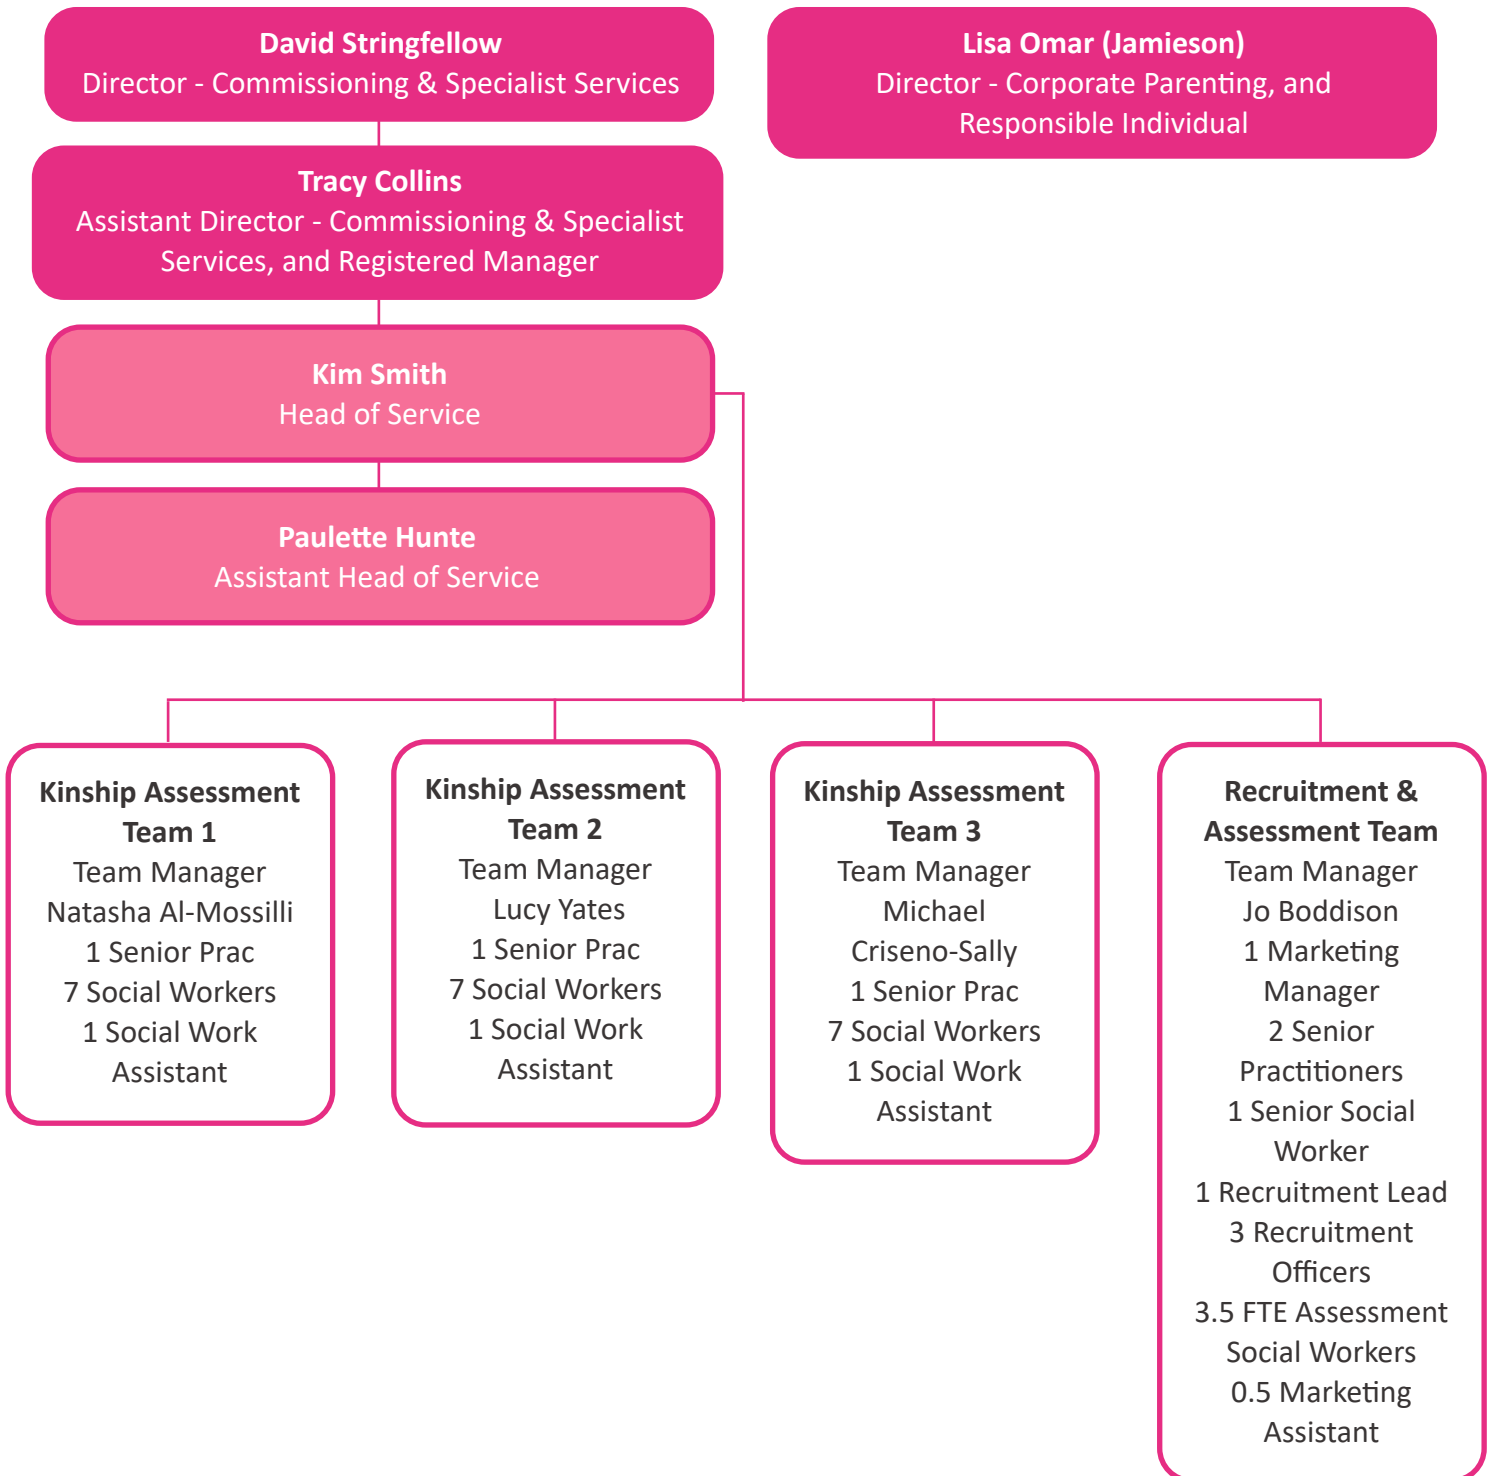 David Stringfellow
Director - Commissioning & Specialist Services
Lisa Omar (Jamieson)
Director - Corporate Parenting, and
Responsible Individual
Tracy Collins
Assistant Director - Commissioning & Specialist
Services, and Registered Manager
Kim Smith
Head of Service
Paulette Hunte
Assistant Head of Service
Kinship Assessment
Team 1
Team Manager
Natasha Al-Mossilli
1 Senior Prac
7 Social Workers
1 Social Work
Assistant
Kinship Assessment
Team 2
Team Manager
Lucy Yates
1 Senior Prac
7 Social Workers
1 Social Work
Assistant
Kinship Assessment
Team 3
Team Manager
Michael
Criseno-Sally
1 Senior Prac
7 Social Workers
1 Social Work
Assistant
Recruitment &
Assessment Team
Team Manager
Jo Boddison
1 Marketing
Manager
2 Senior
Practitioners
1 Senior Social
Worker
1 Recruitment Lead
3 Recruitment
Officers
3.5 FTE Assessment
Social Workers
0.5 Marketing
Assistant